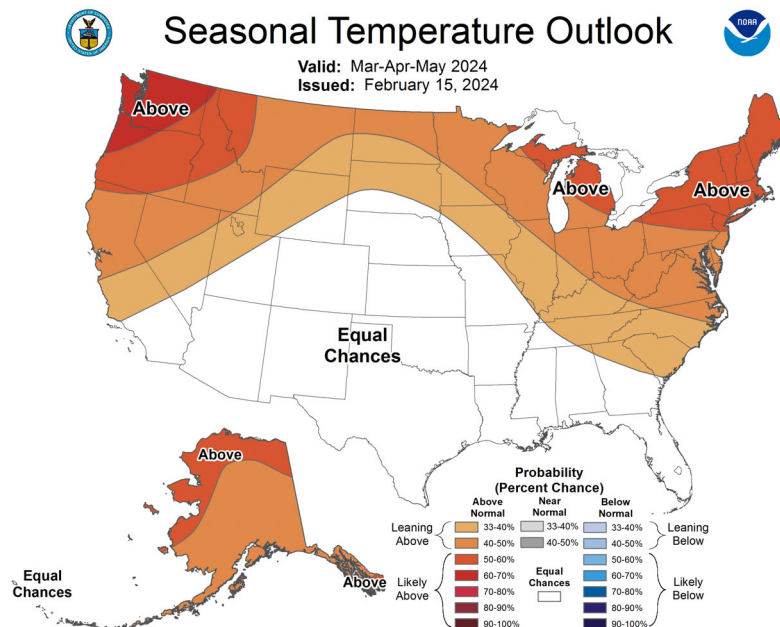 Seasonal Temperature Outlook
NOAA
Valid: Mar-Apr-May 2024
Issued: February 15, 2024
Above
Above
Above
Equal
Chances
Above
Above
Equal
Chances
Probability
(Percent Chance)
Above
Normal
Near
Normal
Below
Normal
Leaning
Above
33-40%
33-40%
33-40%
Leaning
Below
40-50%
40-50%
40-50%
Likely
Above
50-60%
Equal
Chances
50-60%
Likely
Below
60-70%
60-70%
70-80%
70-80%
80-90%
80-90%
90-100%
90-100%